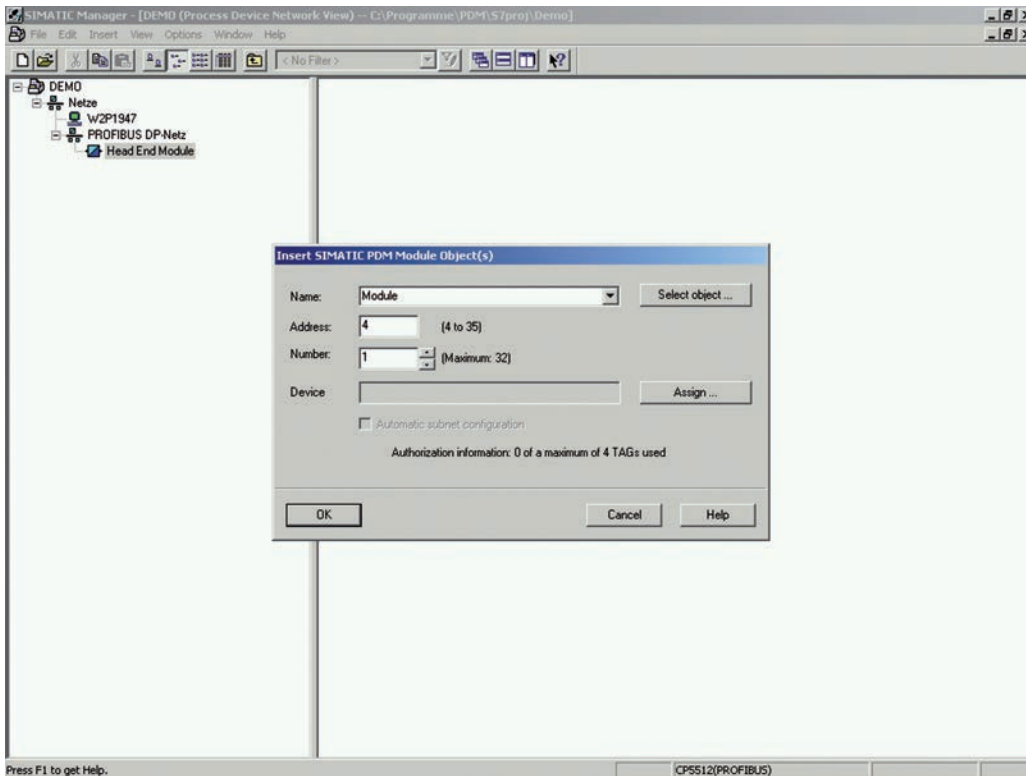 SIMATIC Manager - [DEMO (Process Device Network View) -- C:\Programme\PDM\S7proj\Demo]
File Edit Insert View Options Window Help
< No Filter >
DEMO
Netze
W2P1947
PROFIBUS DP-Netz
Head End Module
Insert SIMATIC PDM Module Object(s)
Name: Module Select object ...
Address: 4 (4 to 35)
Number: 1 (Maximum: 32)
Device Assign ...
Automatic subnet configuration
Authorization information: 0 of a maximum of 4 TAGs used
OK Cancel Help
Press F1 to get Help. CP5512(PROFIBUS)